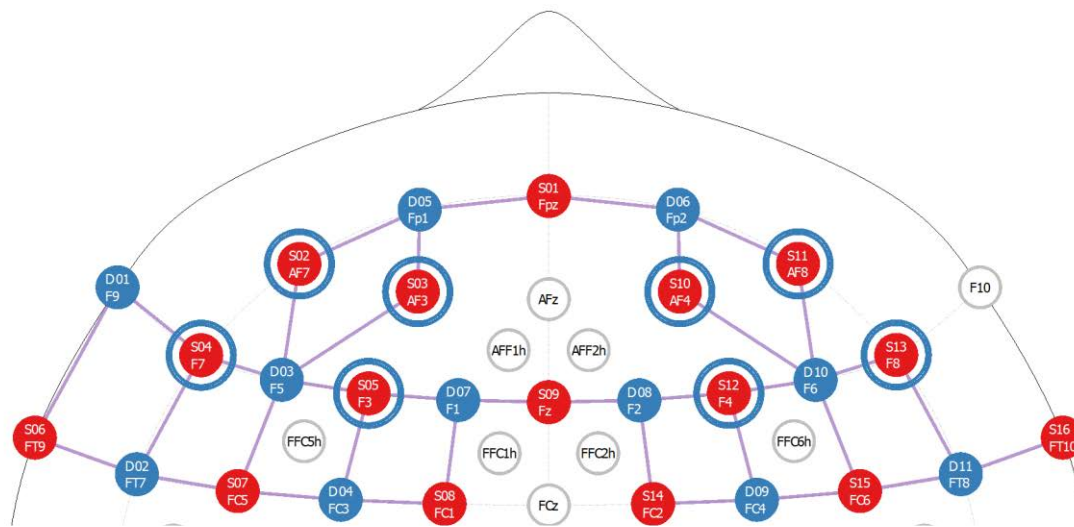 S01
Fpz
D05
Fp1
D06
Fp2
S02
AF7
S11
AF8
S03
AF3
S10
AF4
D01
F9
AFz
F10
S04
F7
AFF1h
AFF2h
S13
F8
D03
F5
D10
F6
S05
F3
S12
F4
D07
F1
S09
Fz
D08
F2
S06
FT9
S16
FT10
FFC5h
FFC1h
FFC2h
FFC6h
D02
FT7
D11
FT8
S07
FC5
S15
FC6
D04
FC3
S08
FC1
FCz
S14
FC2
D09
FC4